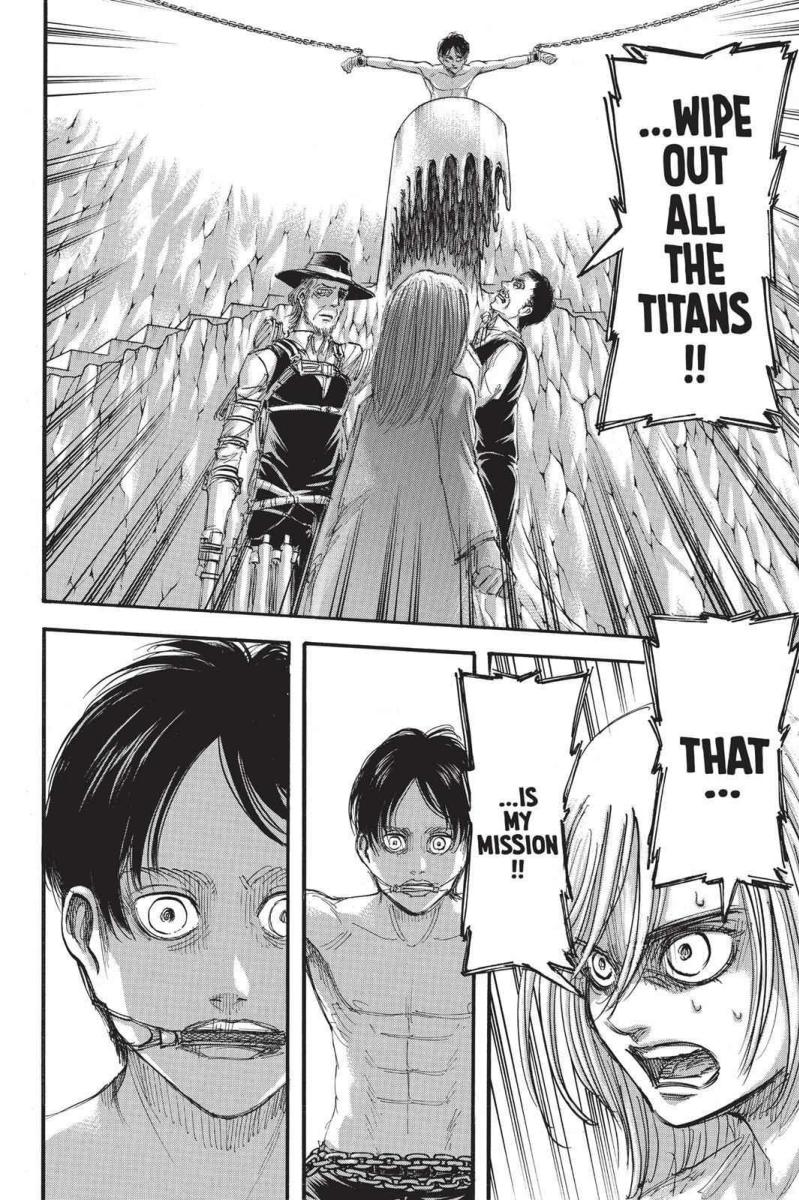 ...WIPE
OUT
ALL
THE
TITANS
!!
THAT
...
...IS
MY
MISSION
!!